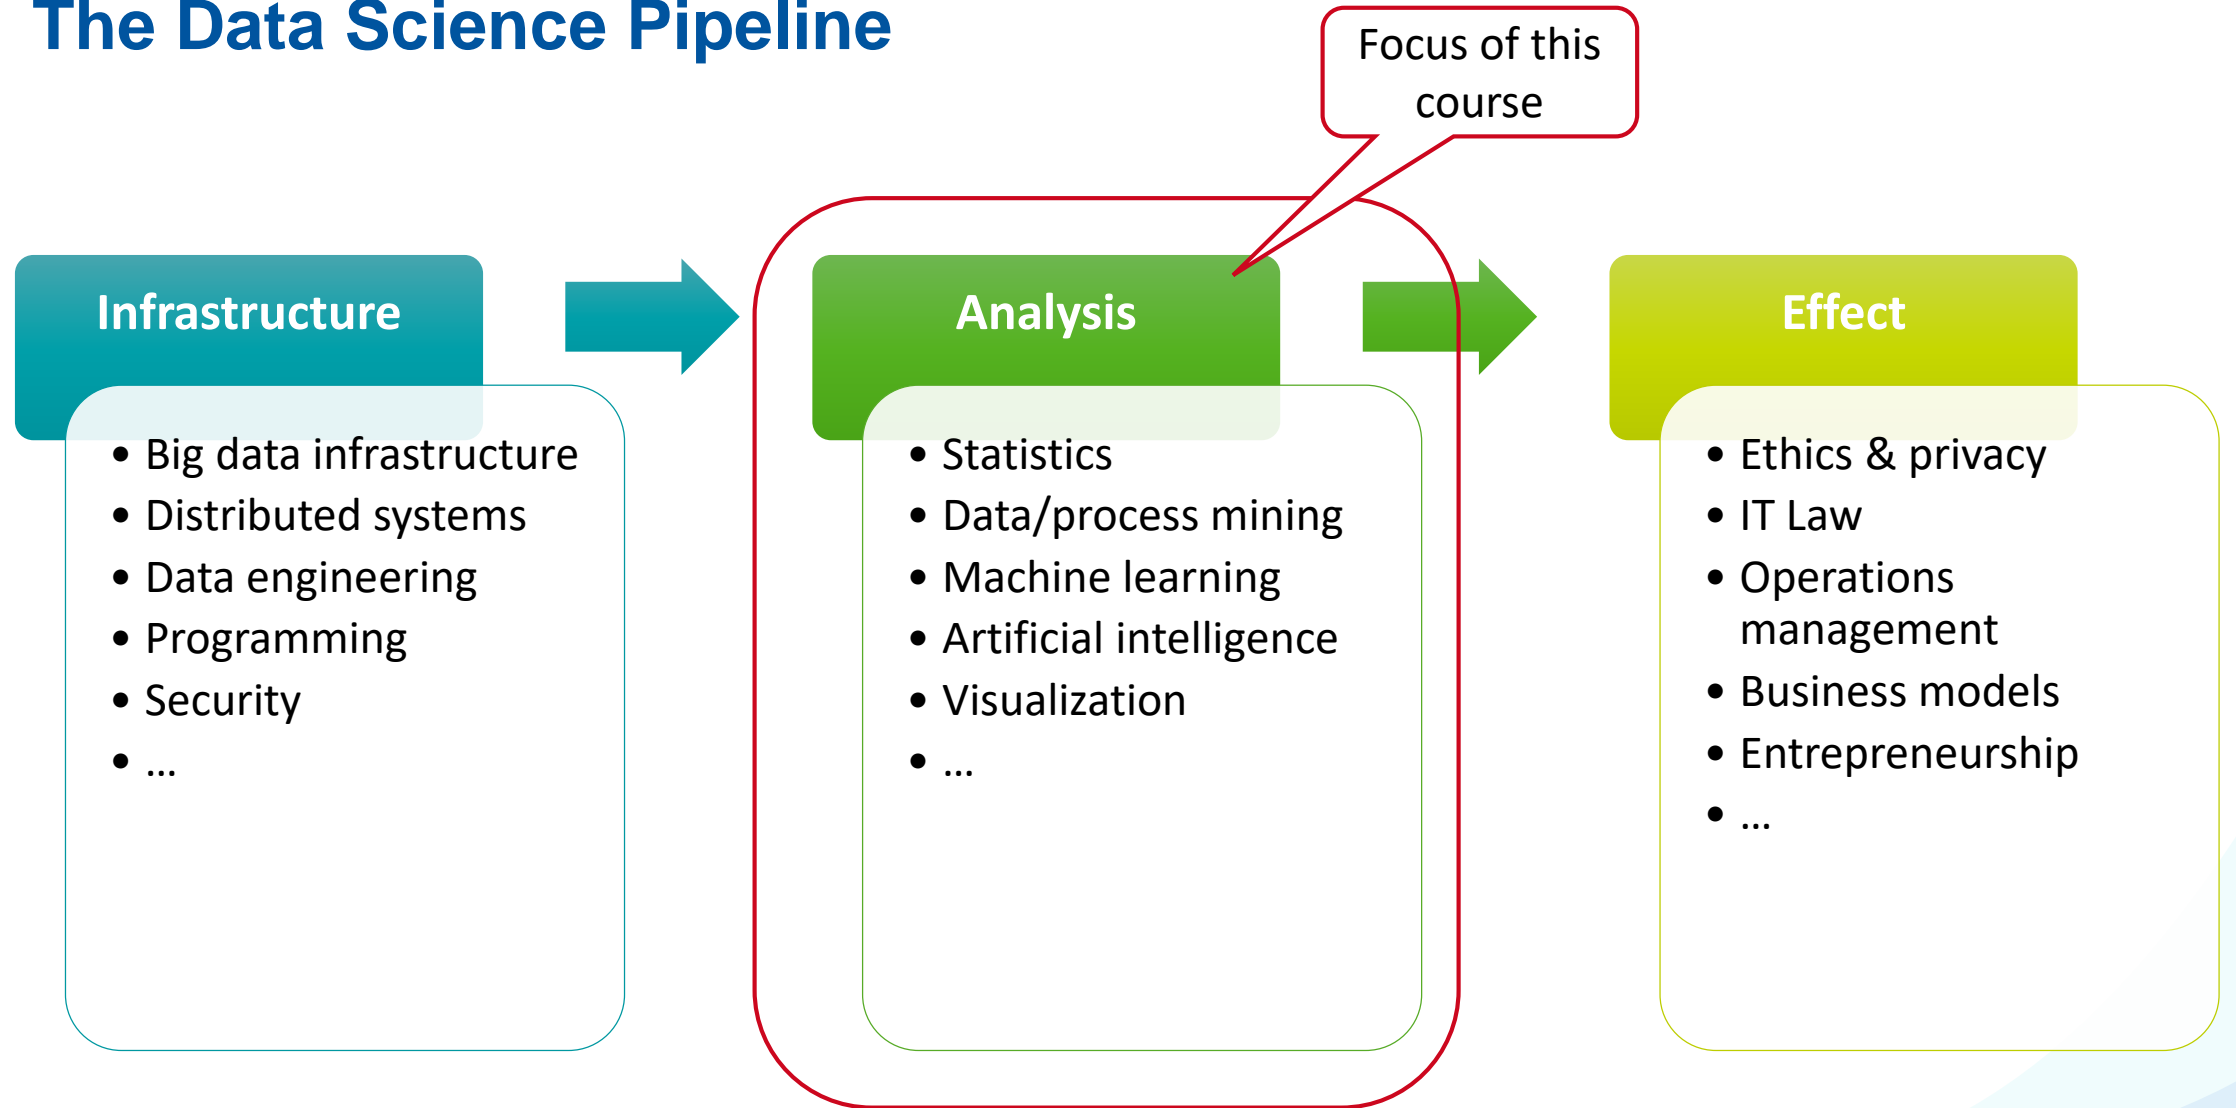 The Data Science Pipeline
Focus of this
course
Infrastructure
• Big data infrastructure
• Distributed systems
• Data engineering
• Programming
• Security
• ...
Analysis
• Statistics
• Data/process mining
• Machine learning
• Artificial intelligence
• Visualization
• ...
Effect
• Ethics & privacy
• IT Law
• Operations
management
• Business models
• Entrepreneurship
• ...